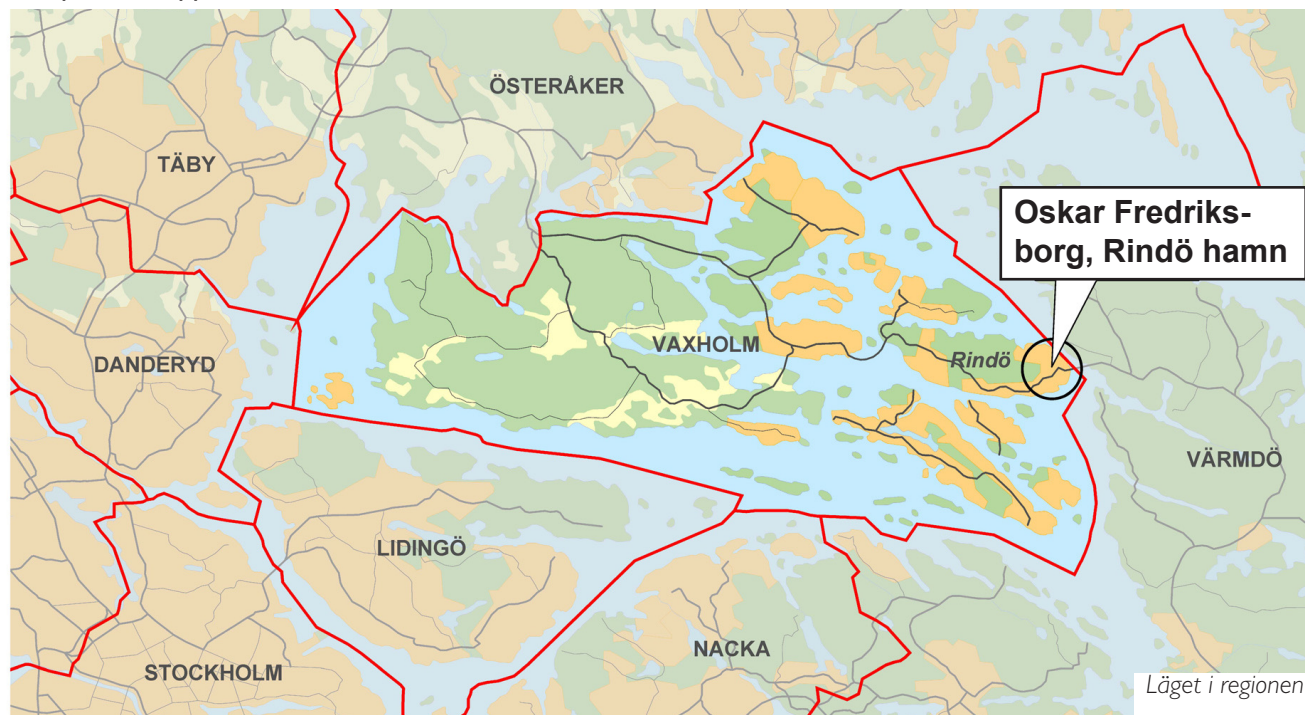 ÖSTERÅKER
TÄBY
Oskar Fredriks-
borg, Rindö hamn
VAXHOLM
Rindö
DANDERYD
VÄRMDÖ
LIDINGÖ
NACKA
STOCKHOLM
Läget i regionen